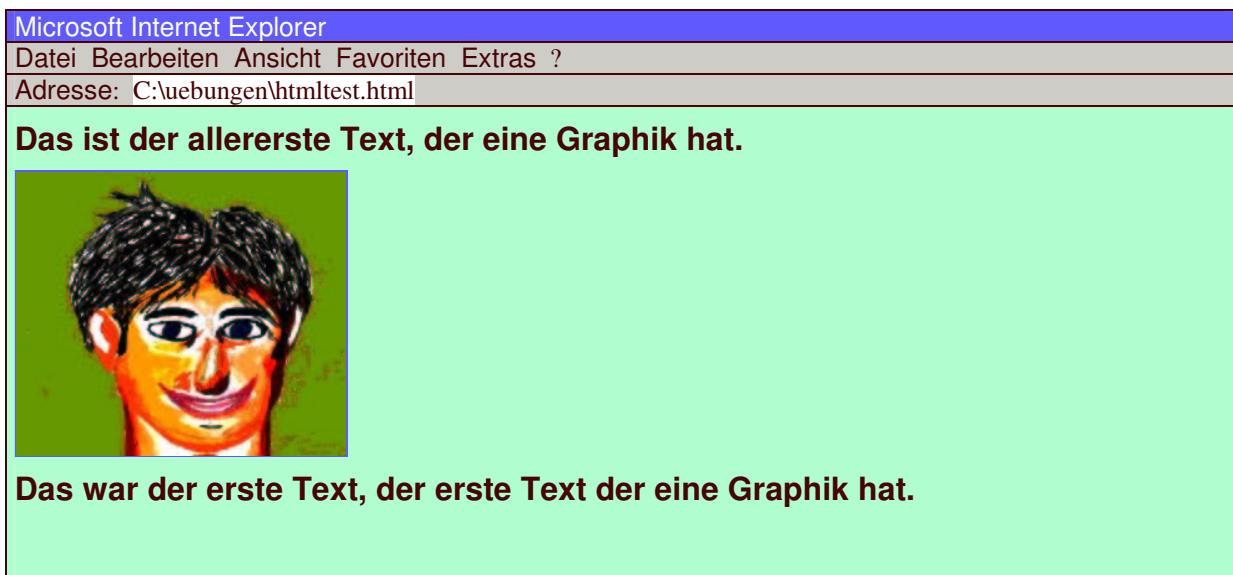 Microsoft Internet Explorer
Datei Bearbeiten Ansicht Favoriten Extras ?
Adresse: C:\uebungen\htmltest.html
Das ist der allererste Text, der eine Graphik hat.
Das war der erste Text, der erste Text der eine Graphik hat.